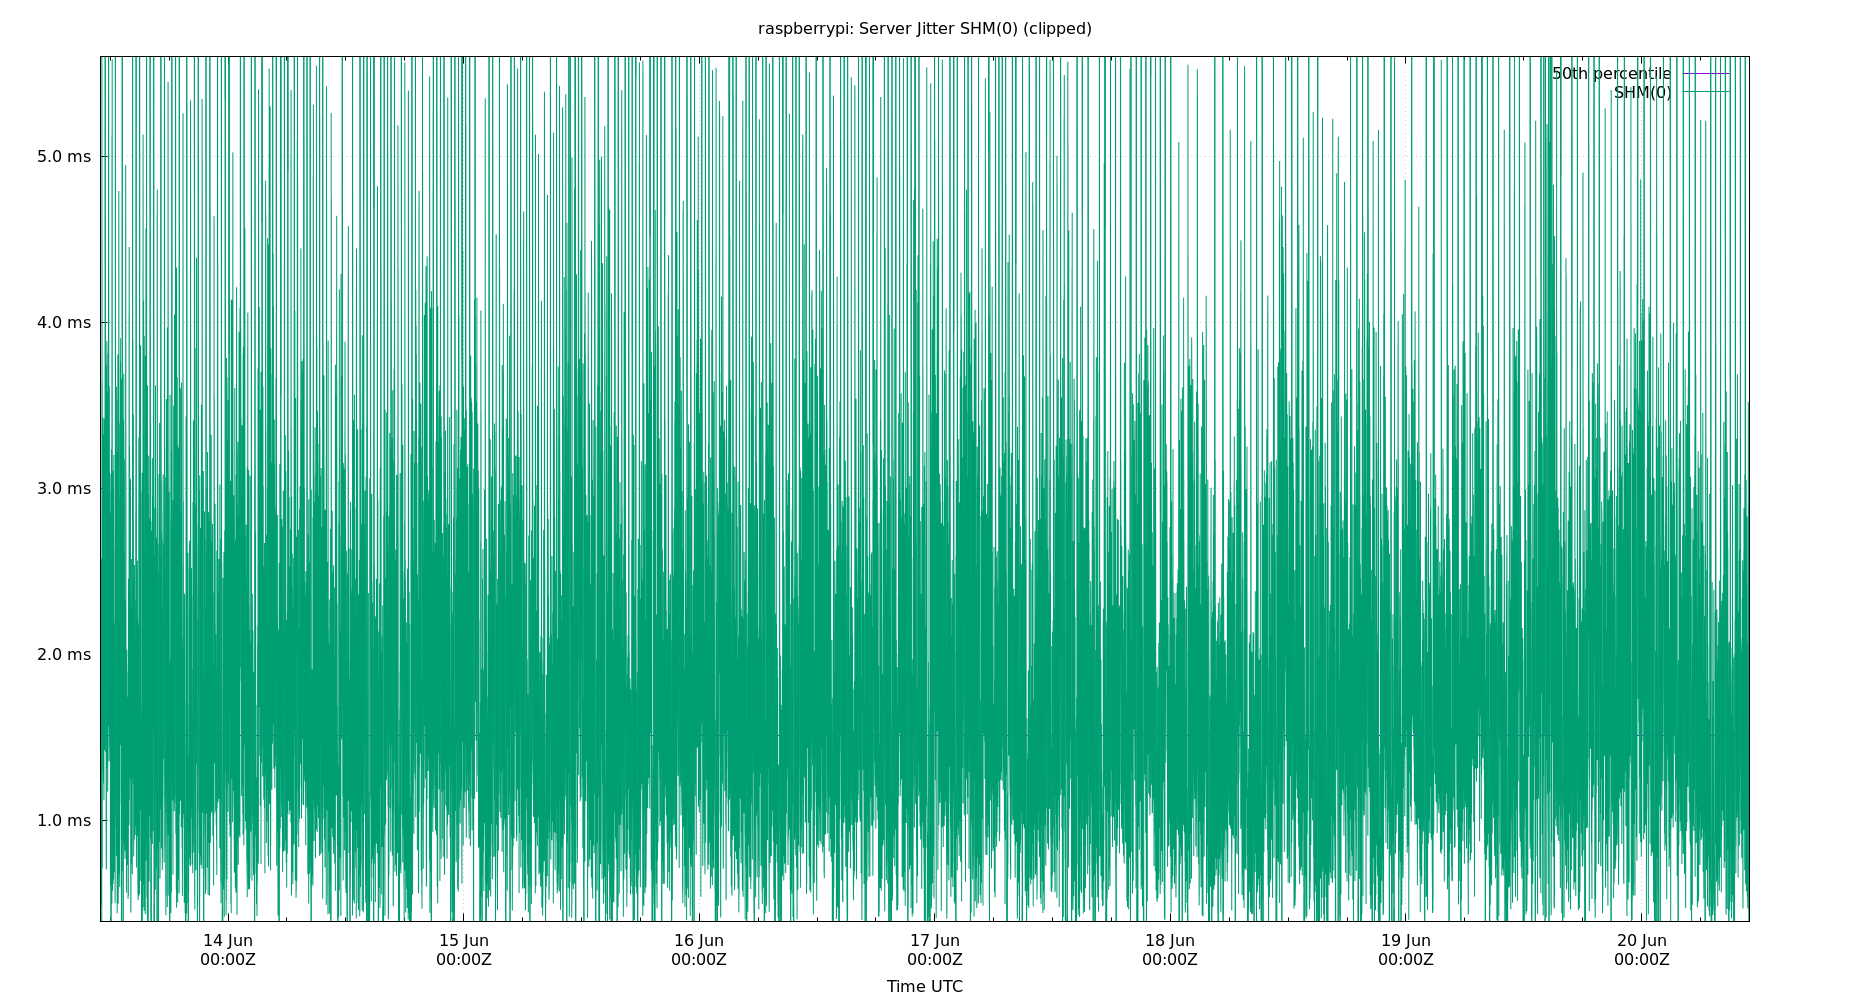 raspberrypi: Server Jitter SHM(0) (clipped)
50th percentile
SHM(0)
5.0 ms
4.0 ms
3.0 ms
2.0 ms
1.0 ms
14 Jun 15 Jun 16 Jun 17 Jun 18 Jun 19 Jun 20 Jun
00:00Z 00:00Z 00:00Z 00:00Z 00:00Z 00:00Z 00:00Z
Time UTC